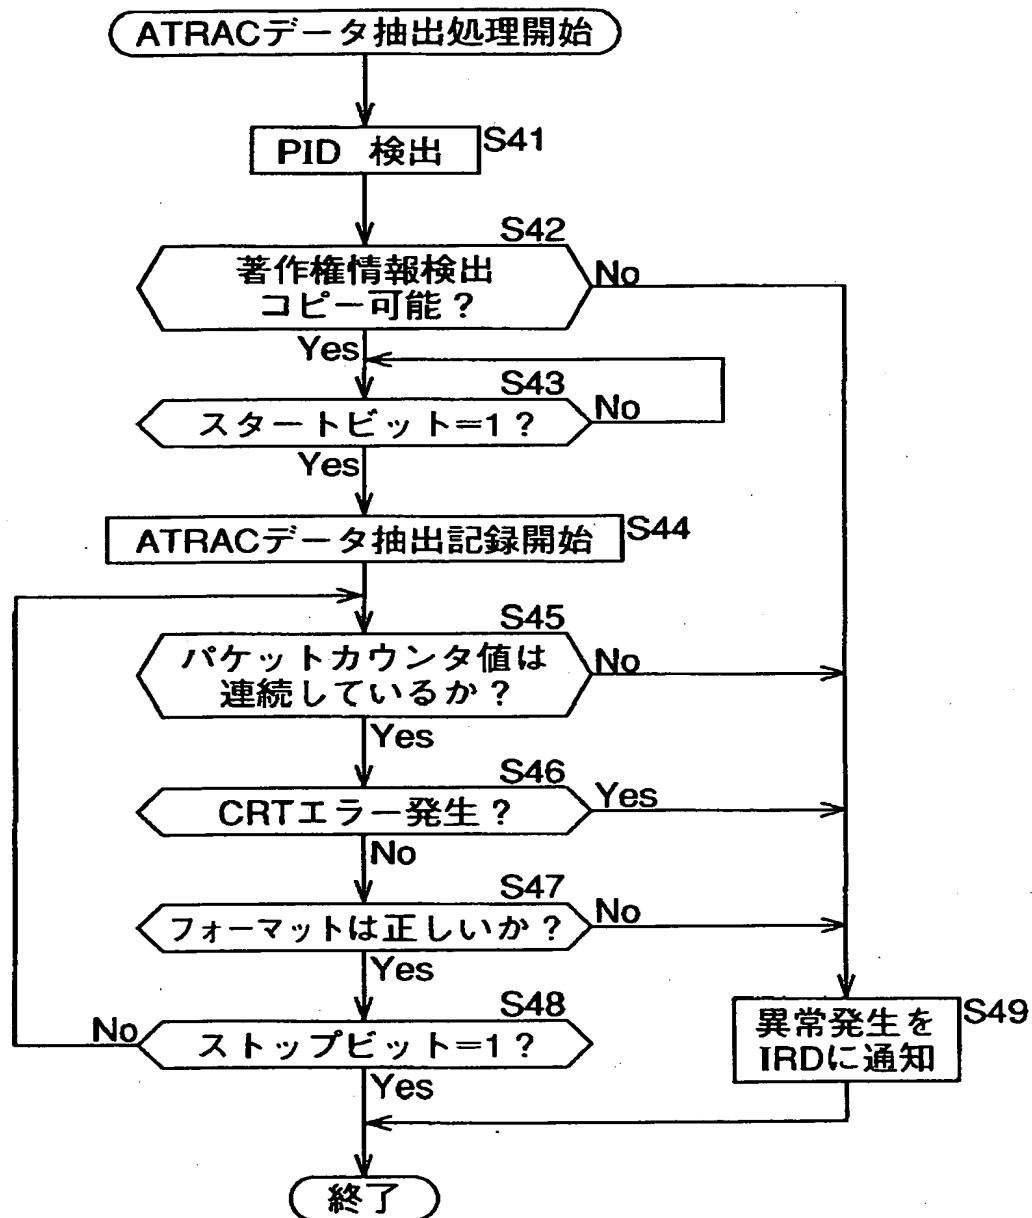 ATRACデータ抽出処理開始
PID 検出
S41
S42
著作権情報検出
コピー可能?
No
Yes
S43
スタートビット=1?
No
Yes
ATRACデータ抽出記録開始
S44
S45
パケットカウンタ値は
連続しているか?
No
Yes
S46
CRTエラー発生?
Yes
No
S47
フォーマットは正しいか?
No
Yes
S48
ストップビット=1?
No
Yes
異常発生を
IRDに通知
S49
終了